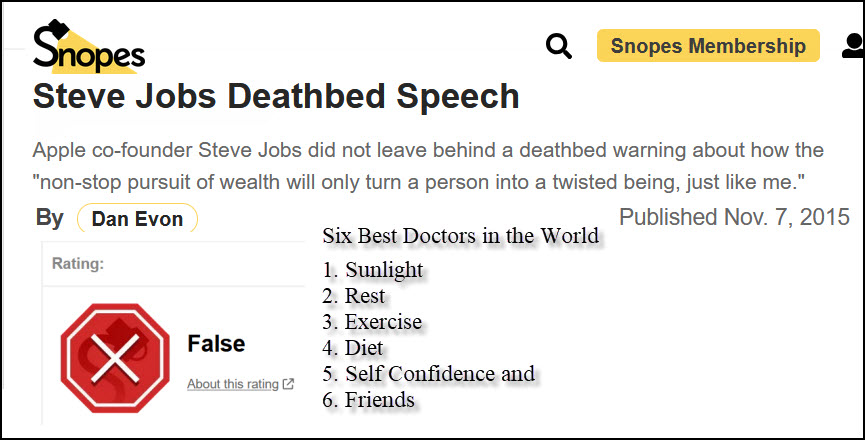 Snopes
Snopes Membership
Steve Jobs Deathbed Speech
Apple co-founder Steve Jobs did not leave behind a deathbed warning about how the
"non-stop pursuit of wealth will only turn a person into a twisted being, just like me."
By Dan Evon
Published Nov. 7, 2015
Rating:
False
About this rating
Six Best Doctors in the World
1. Sunlight
2. Rest
3. Exercise
4. Diet
5. Self Confidence and
6. Friends